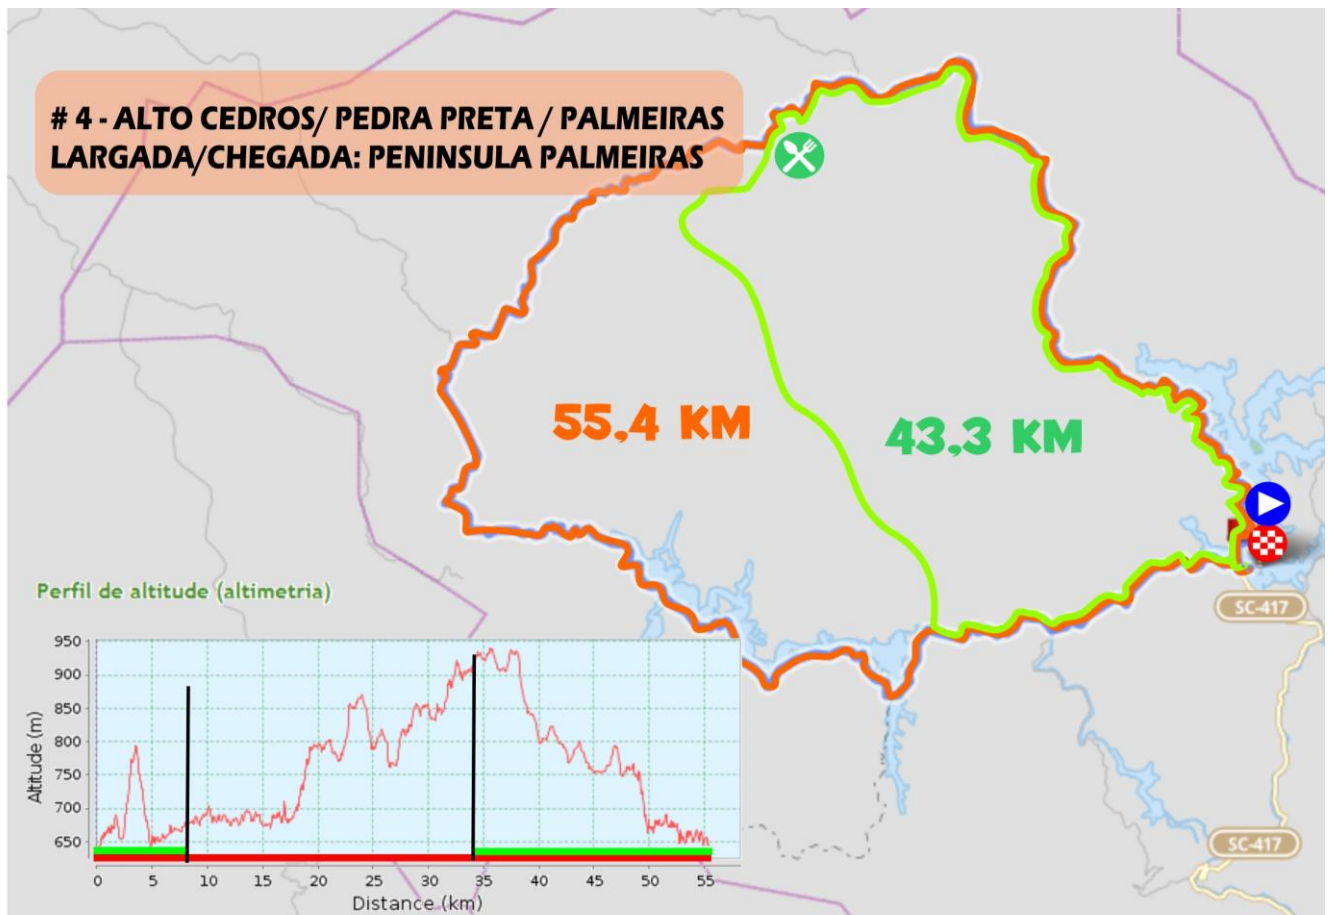 # 4 - ALTO CEDROS/ PEDRA PRETA / PALMEIRAS
LARGADA/CHEGADA: PENINSULA PALMEIRAS
55,4 KM
43,3 KM
SC-417
SC-417
Perfil de altitude (altimetria)
Altitude (m)
950
900
850
800
750
700
650
0 5 10 15 20 25 30 35 40 45 50 55
Distance (km)